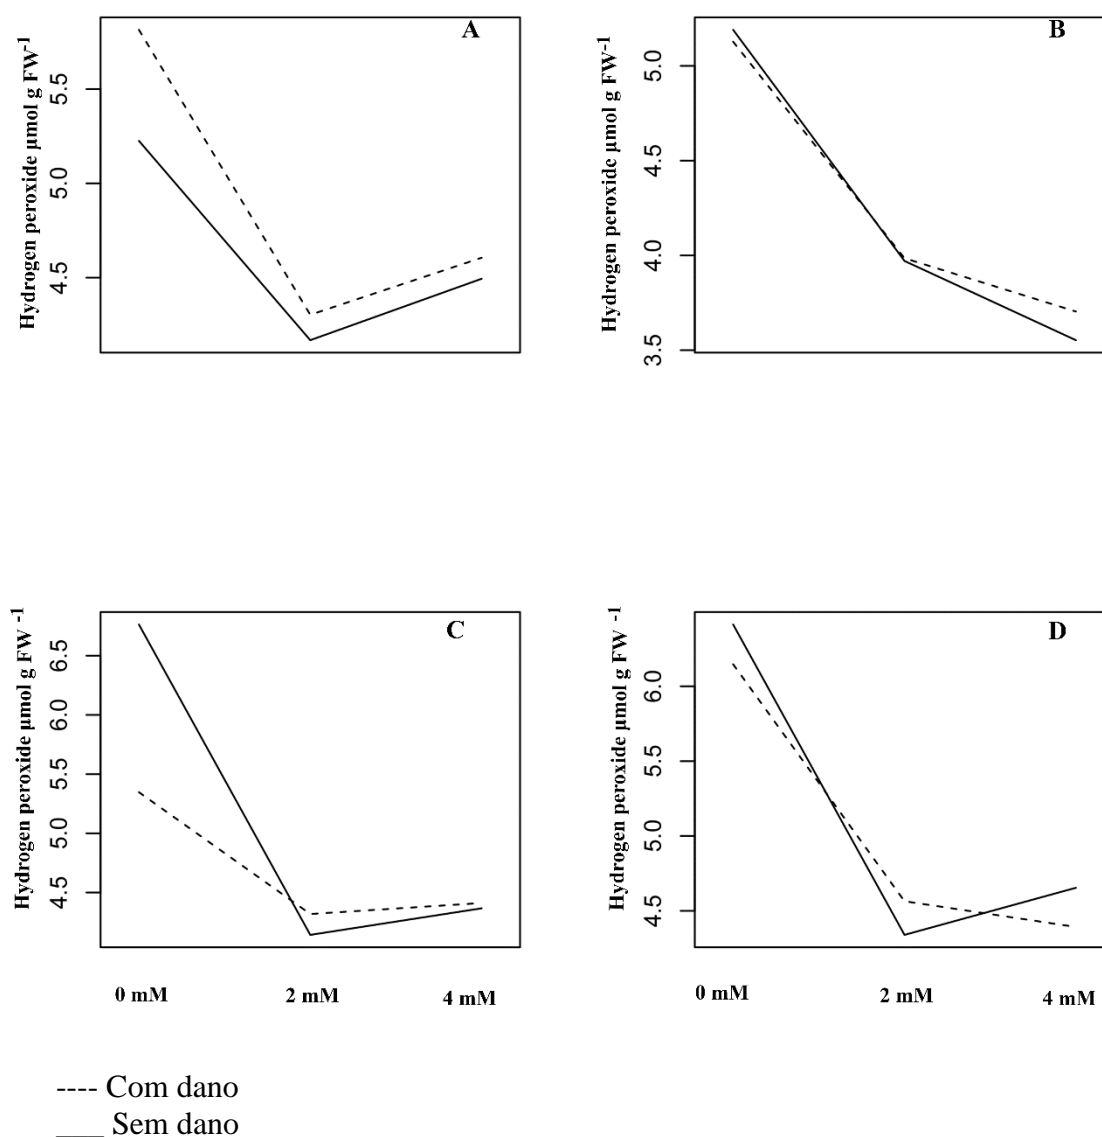 A
Hydrogen peroxide µmol g FW-1
5.5
5.0
4.5
B
Hydrogen peroxide µmol g FW-1
5.0
4.5
4.0
3.5
C
Hydrogen peroxide µmol g FW -1
6.5
6.0
5.5
5.0
4.5
0 mM
2 mM
4 mM
D
Hydrogen peroxide µmol g FW -1
6.0
5.5
5.0
4.5
0 mM
2 mM
4 mM
---- Com dano
____ Sem dano